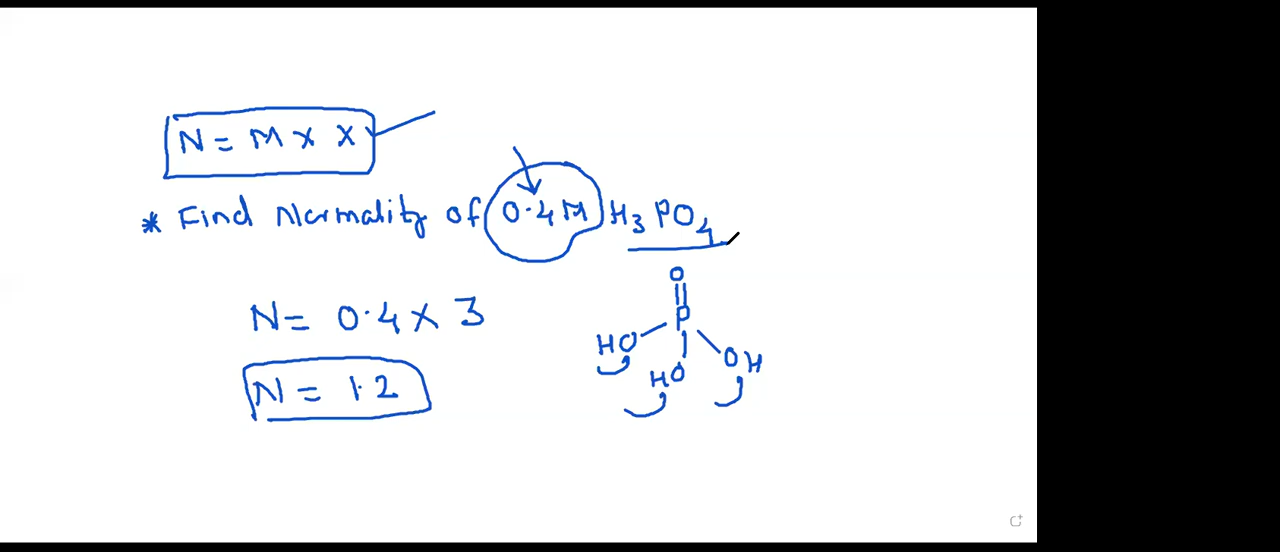 N = M × x
* Find Normality of 0.4 M H₃PO₄
N = 0.4 × 3
N = 1.2
O
P
HO
HO
OH